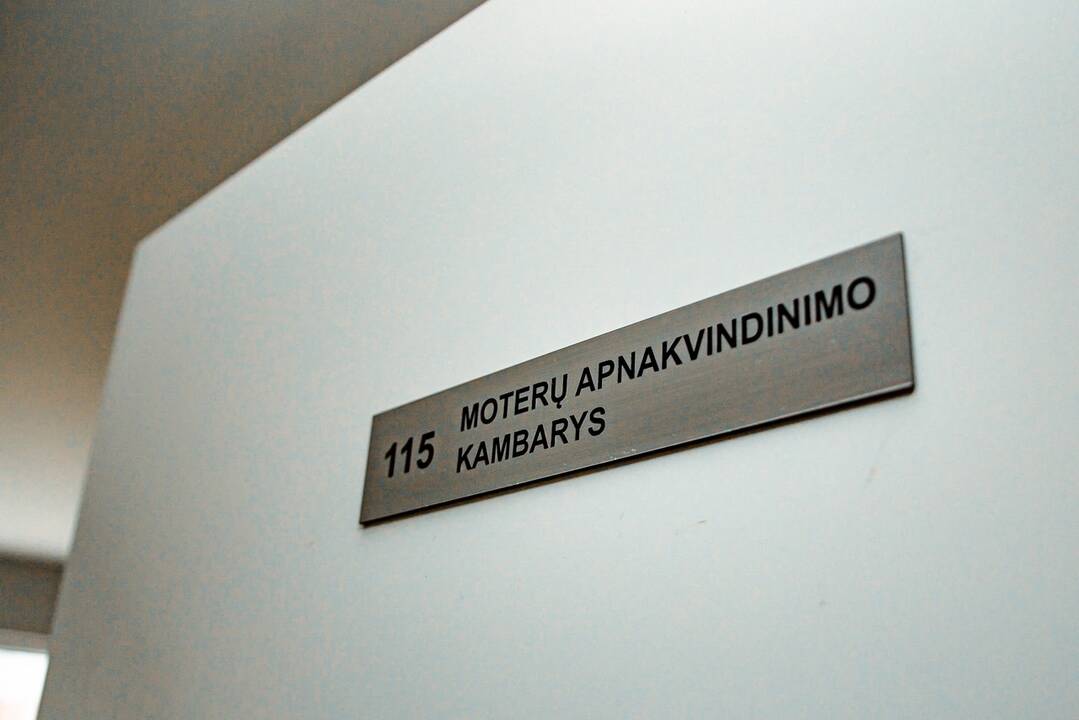 115 MOTERŲ APNAKVINDINIMO
KAMBARYS